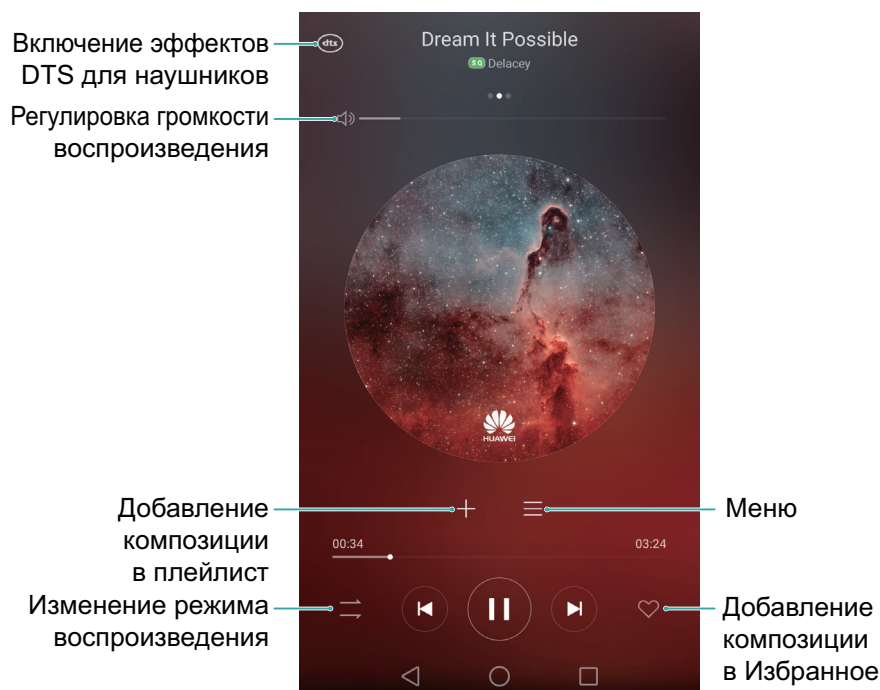 Включение эффектов
DTS для наушников
dts
Dream It Possible
SQ Delacey
Регулировка громкости
воспроизведения
HUAWEI
Добавление
композиции
в плейлист
Меню
00:34
03:24
Изменение режима
воспроизведения
Добавление
композиции
в Избранное